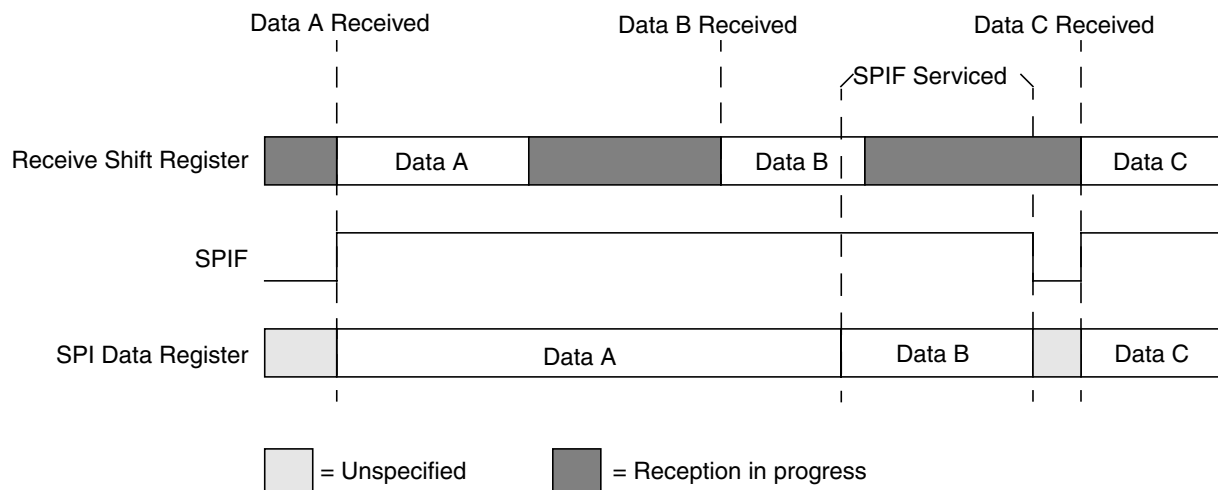 Data A Received
Data B Received
Data C Received
SPIF Serviced
Receive Shift Register
Data A
Data B
Data C
SPIF
SPI Data Register
Data A
Data B
Data C
= Unspecified
= Reception in progress